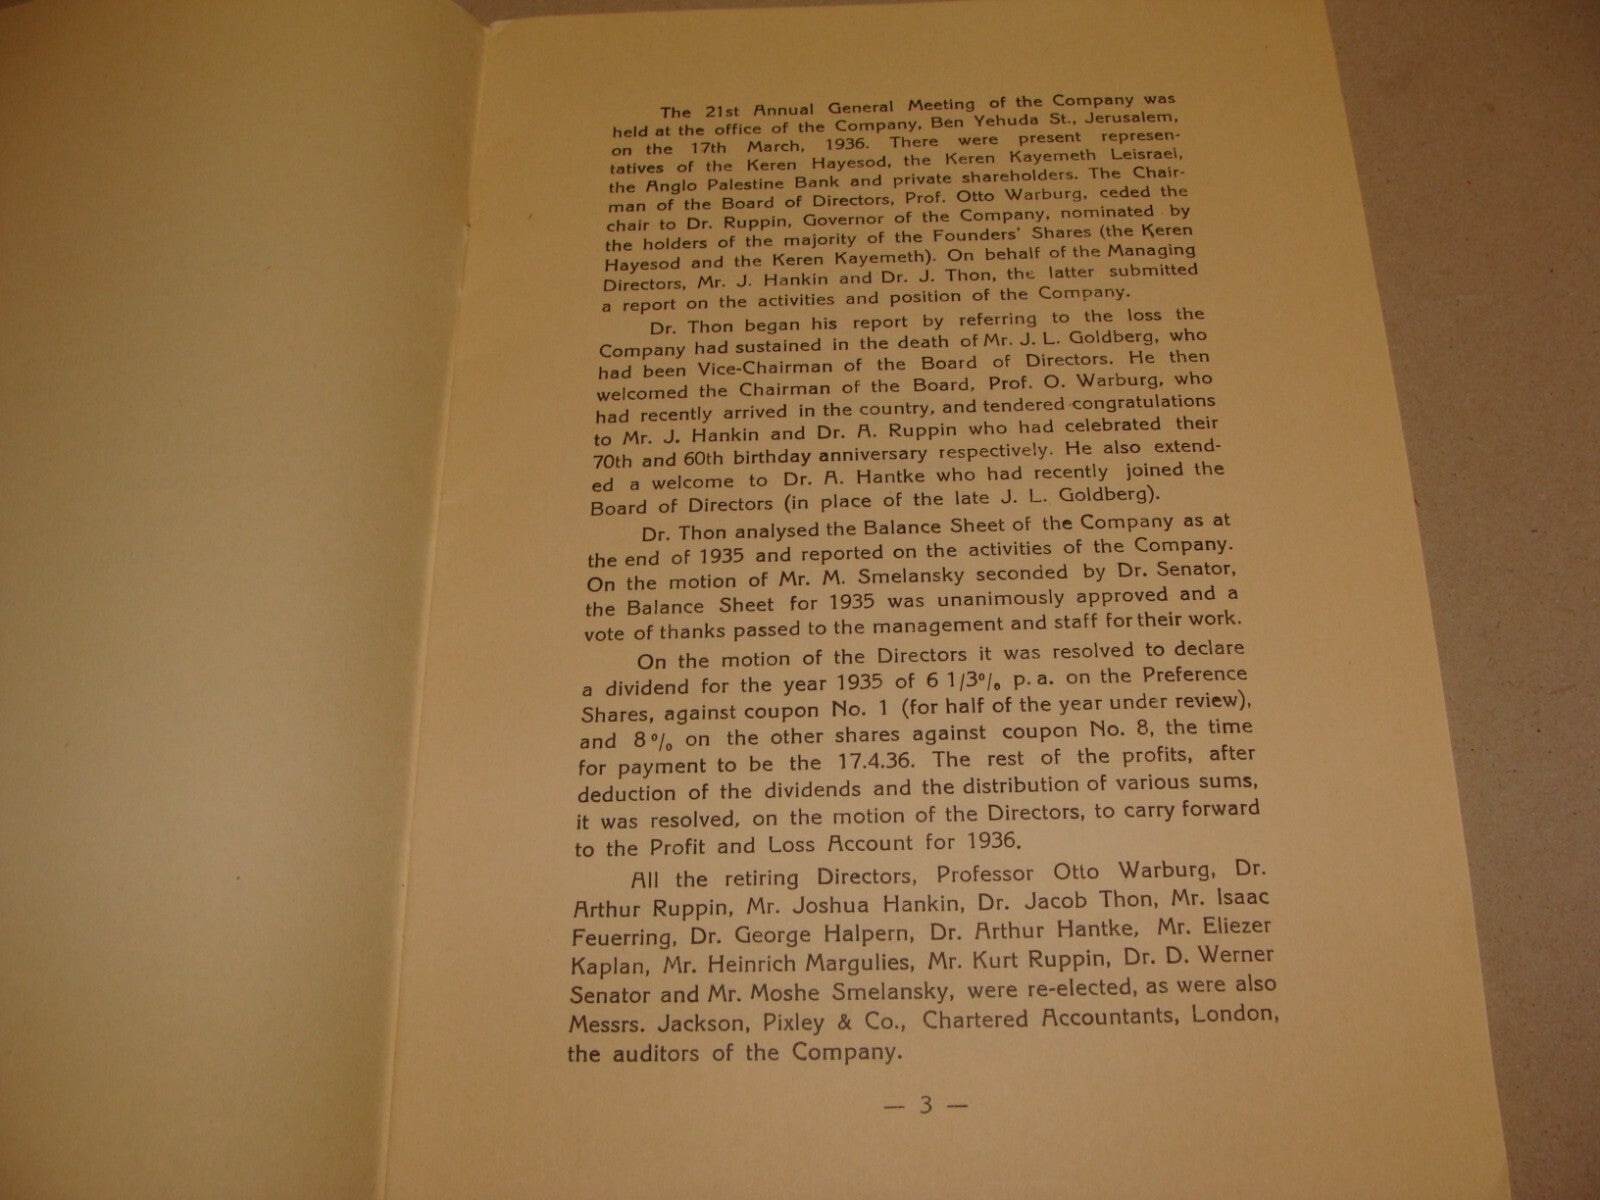 The 21st Annual General Meeting of the Company was
held at the office of the Company, Ben Yehuda St., Jerusalem,
on the 17th March, 1936. There were present represen-
tatives of the Keren Hayesod, the Keren Kayemeth Leisrael,
the Anglo Palestine Bank and private shareholders. The Chair-
man of the Board of Directors, Prof. Otto Warburg, ceded the
chair to Dr. Ruppin, Governor of the Company, nominated by
the holders of the majority of the Founders' Shares (the Keren
Hayesod and the Keren Kayemeth). On behalf of the Managing
Directors, Mr. J. Hankin and Dr. J. Thon, the latter submitted
a report on the activities and position of the Company.
Dr. Thon began his report by referring to the loss the
Company had sustained in the death of Mr. J. L. Goldberg, who
had been Vice-Chairman of the Board of Directors. He then
welcomed the Chairman of the Board, Prof. O. Warburg, who
had recently arrived in the country, and tendered congratulations
to Mr. J. Hankin and Dr. A. Ruppin who had celebrated their
70th and 60th birthday anniversary respectively. He also extend-
ed a welcome to Dr. A. Hantke who had recently joined the
Board of Directors (in place of the late J. L. Goldberg).
Dr. Thon analysed the Balance Sheet of the Company as at
the end of 1935 and reported on the activities of the Company.
On the motion of Mr. M. Smelansky seconded by Dr. Senator,
the Balance Sheet for 1935 was unanimously approved and a
vote of thanks passed to the management and staff for their work.
On the motion of the Directors it was resolved to declare
a dividend for the year 1935 of 6 1/3% p. a. on the Preference
Shares, against coupon No. 1 (for half of the year under review),
and 8% on the other shares against coupon No. 8, the time
for payment to be the 17.4.36. The rest of the profits, after
deduction of the dividends and the distribution of various sums,
it was resolved, on the motion of the Directors, to carry forward
to the Profit and Loss Account for 1936.
All the retiring Directors, Professor Otto Warburg, Dr.
Arthur Ruppin, Mr. Joshua Hankin, Dr. Jacob Thon, Mr. Isaac
Feuerring, Dr. George Halpern, Dr. Arthur Hantke, Mr. Eliezer
Kaplan, Mr. Heinrich Margulies, Mr. Kurt Ruppin, Dr. D. Werner
Senator and Mr. Moshe Smelansky, were re-elected, as were also
Messrs. Jackson, Pixley & Co., Chartered Accountants, London,
the auditors of the Company.
— 3 —